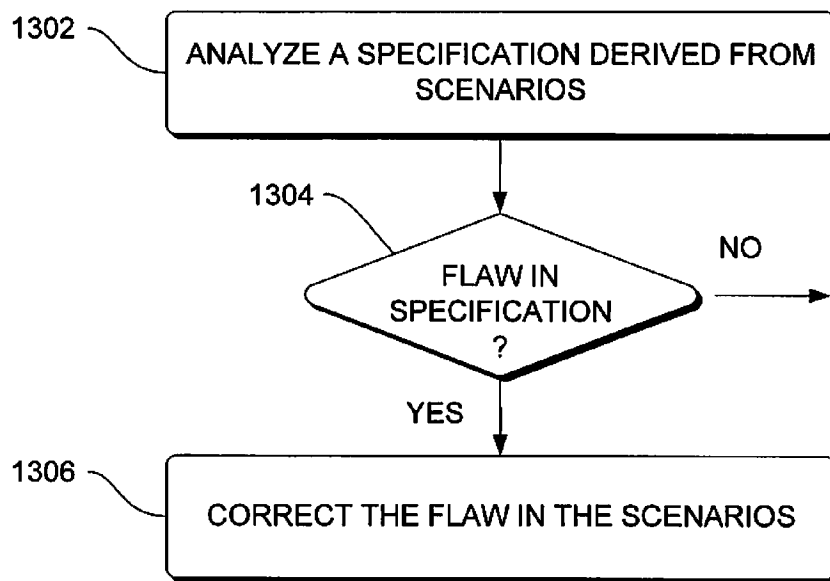 1302
ANALYZE A SPECIFICATION DERIVED FROM
SCENARIOS
1304
NO
FLAW IN
SPECIFICATION
?
YES
1306
CORRECT THE FLAW IN THE SCENARIOS